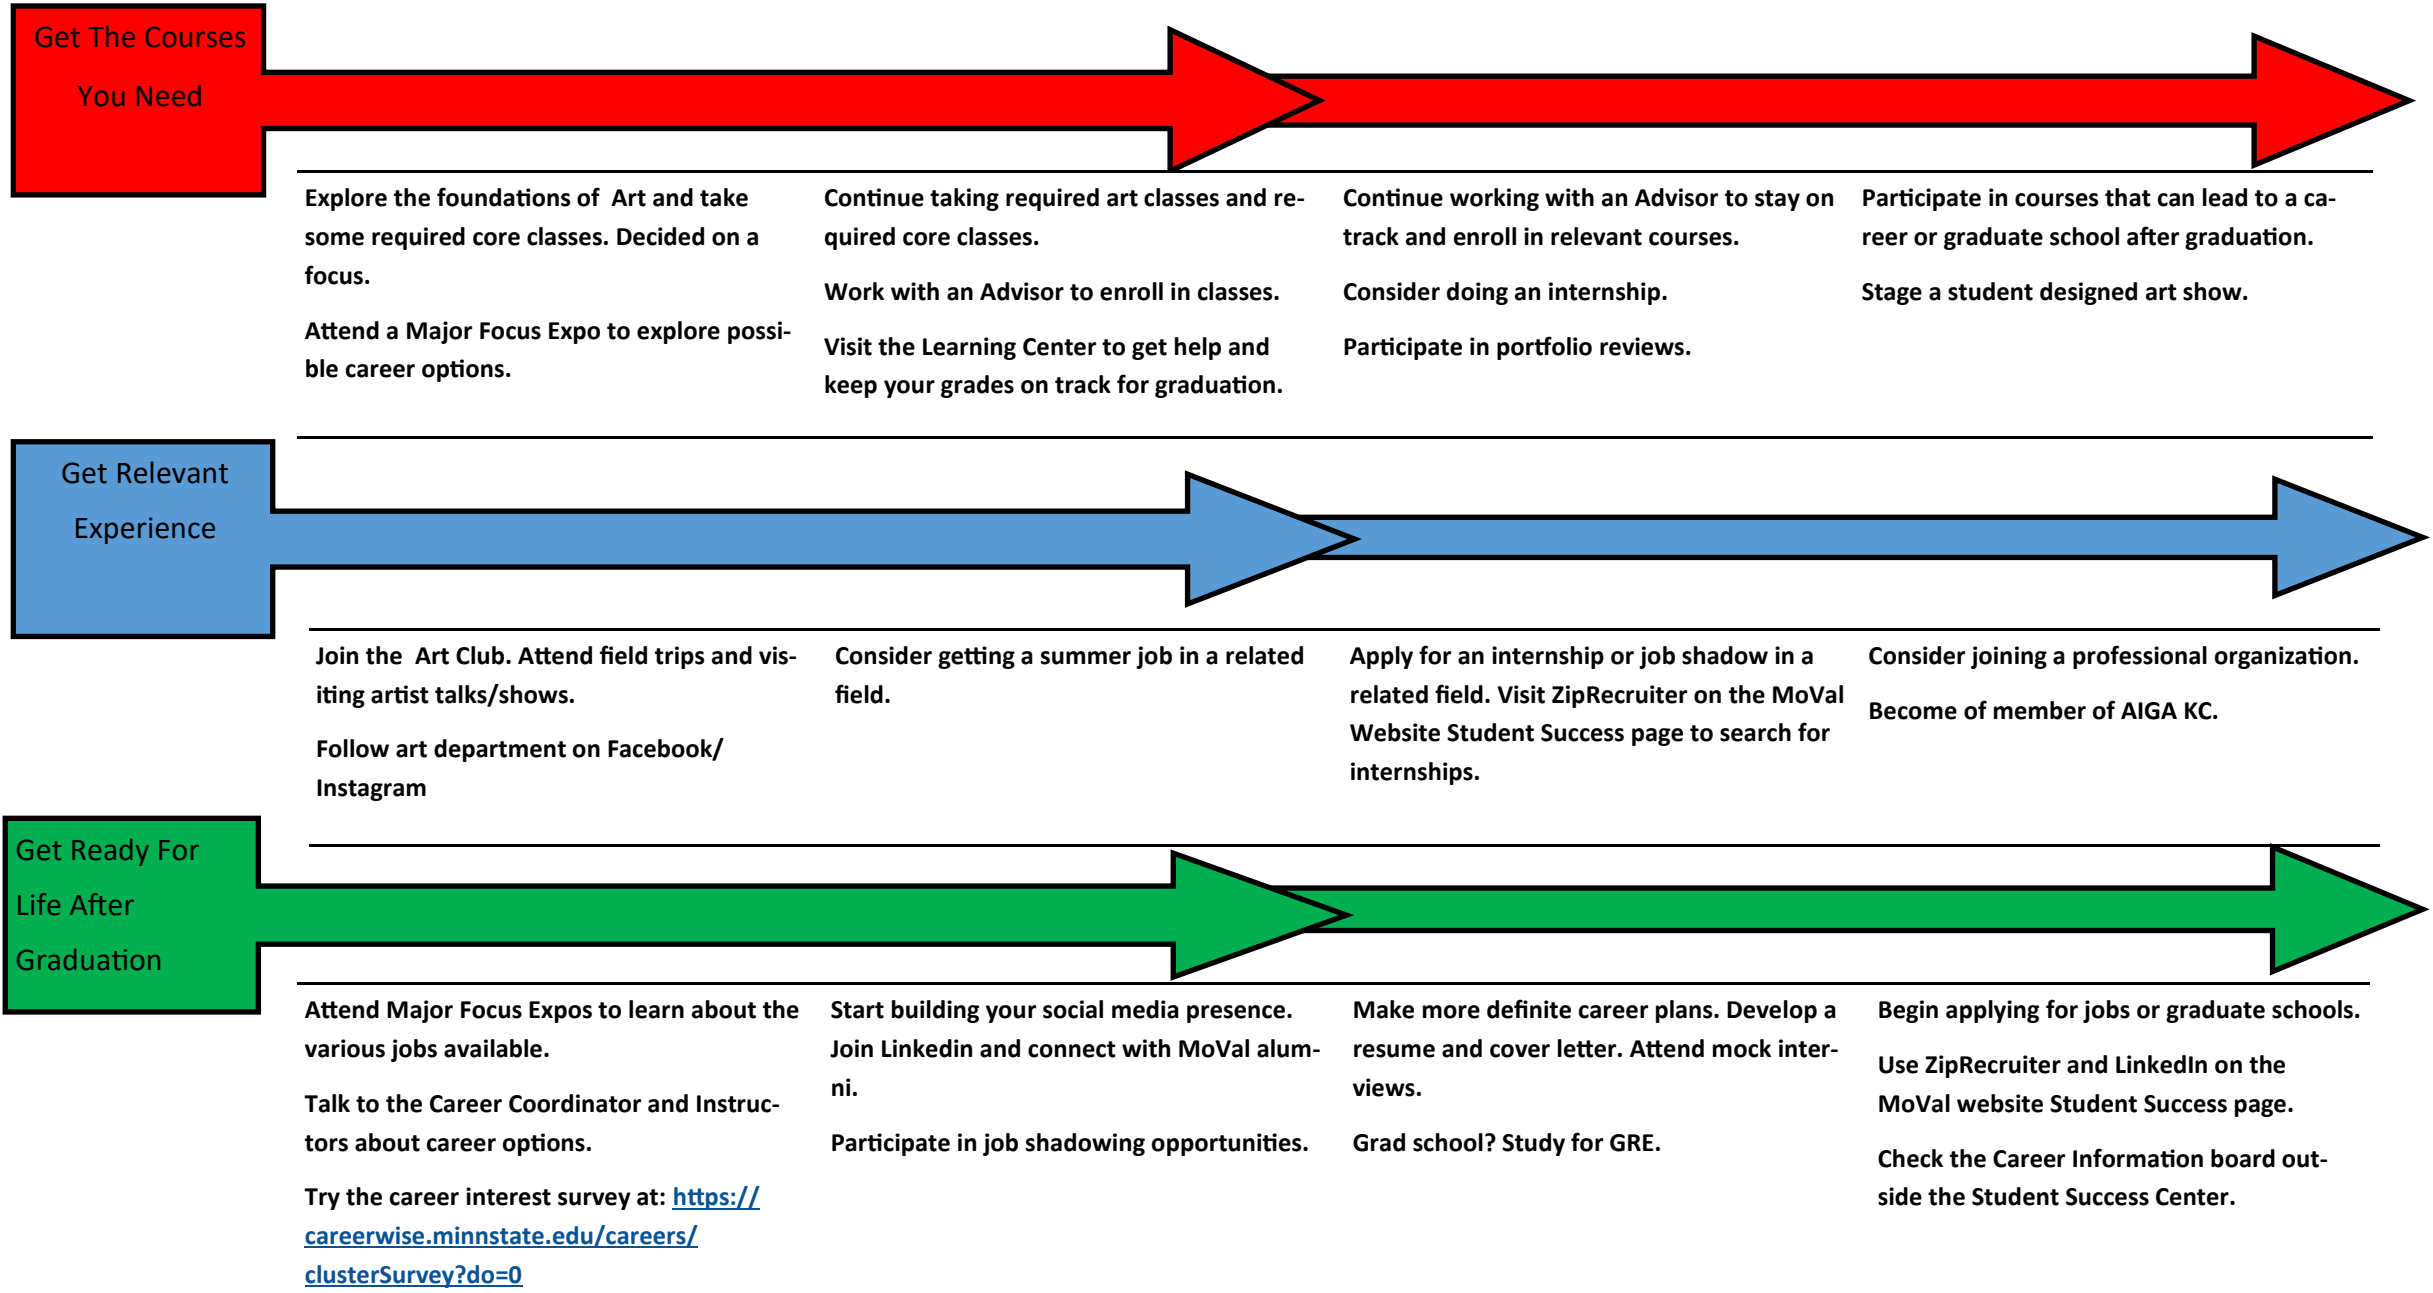 Get The Courses
You Need
Explore the foundations of  Art and take
some required core classes. Decided on a
focus.
Attend a Major Focus Expo to explore possi-
ble career options.
Continue taking required art classes and re-
quired core classes.
Work with an Advisor to enroll in classes.
Visit the Learning Center to get help and
keep your grades on track for graduation.
Continue working with an Advisor to stay on
track and enroll in relevant courses.
Consider doing an internship.
Participate in portfolio reviews.
Participate in courses that can lead to a ca-
reer or graduate school after graduation.
Stage a student designed art show.
Get Relevant
Experience
Join the  Art Club. Attend field trips and vis-
iting artist talks/shows.
Follow art department on Facebook/
Instagram
Consider getting a summer job in a related
field.
Apply for an internship or job shadow in a
related field. Visit ZipRecruiter on the MoVal
Website Student Success page to search for
internships.
Consider joining a professional organization.
Become of member of AIGA KC.
Get Ready For
Life After
Graduation
Attend Major Focus Expos to learn about the
various jobs available.
Talk to the Career Coordinator and Instruc-
tors about career options.
Try the career interest survey at: https://
careerwise.minnstate.edu/careers/
clusterSurvey?do=0
Start building your social media presence.
Join Linkedin and connect with MoVal alum-
ni.
Participate in job shadowing opportunities.
Make more definite career plans. Develop a
resume and cover letter. Attend mock inter-
views.
Grad school? Study for GRE.
Begin applying for jobs or graduate schools.
Use ZipRecruiter and LinkedIn on the
MoVal website Student Success page.
Check the Career Information board out-
side the Student Success Center.